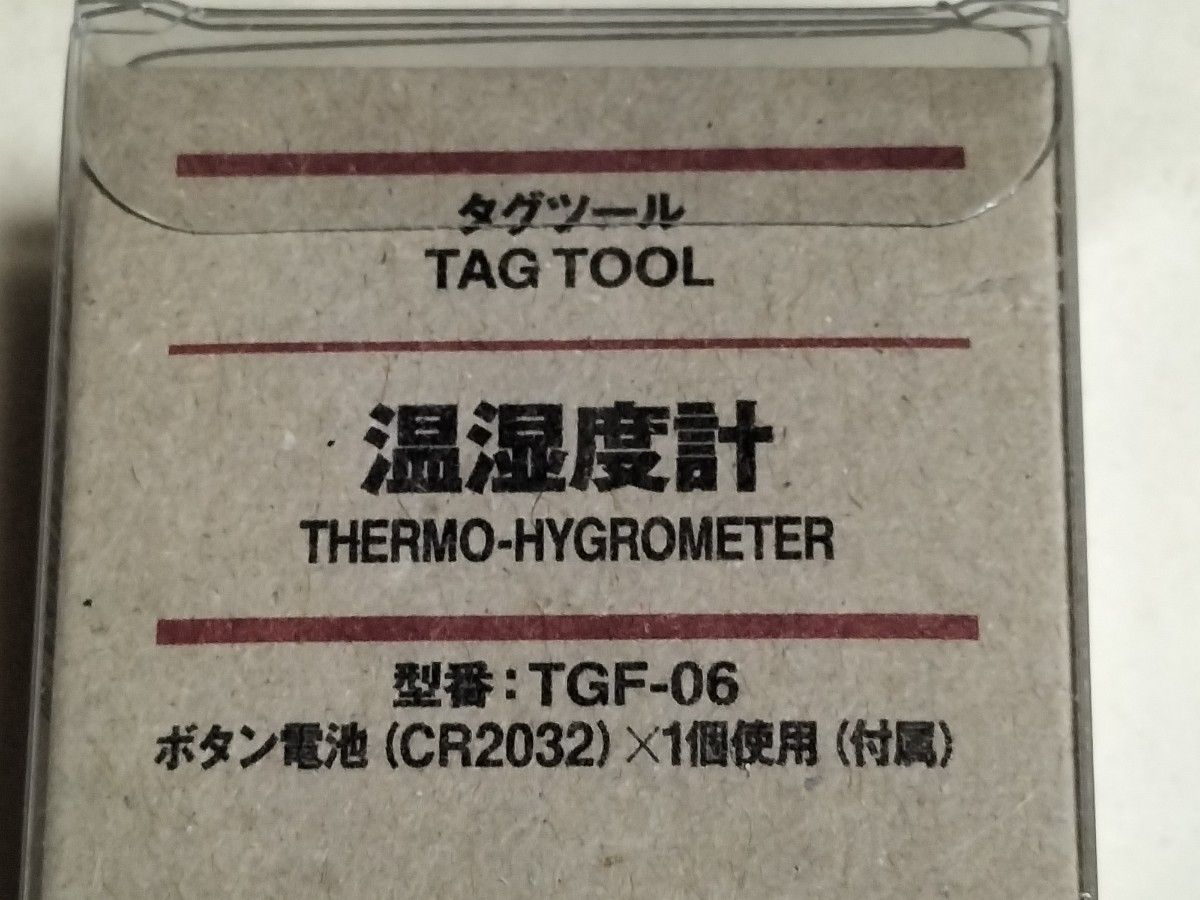 タグツール
TAG TOOL
温湿度計
THERMO-HYGROMETER
型番：TGF-06
ボタン電池（CR2032）×1個使用（付属）